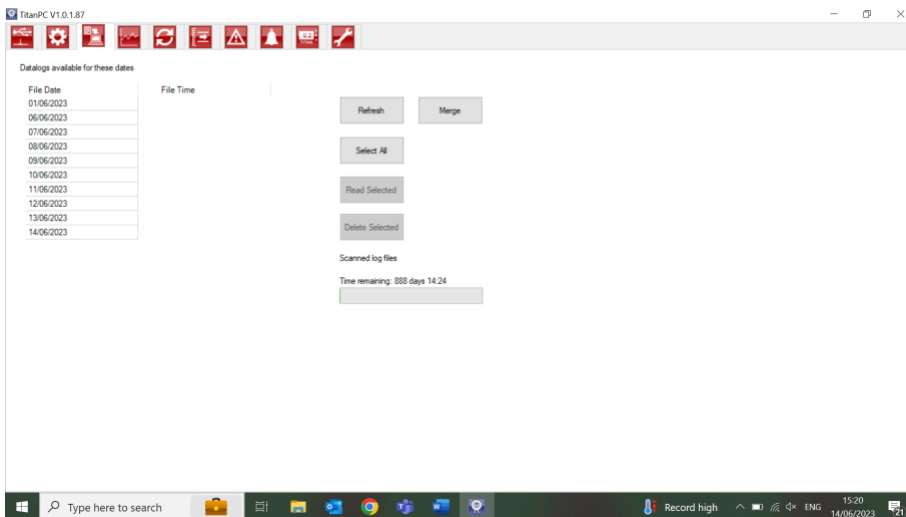 TitanPC V1.0.1.87
Datalogs available for these dates
File Date File Time
01/06/2023
06/06/2023
07/06/2023
08/06/2023
09/06/2023
10/06/2023
11/06/2023
12/06/2023
13/06/2023
14/06/2023
Refresh Merge
Select All
Read Selected
Delete Selected
Scanned log files
Time remaining: 888 days 14:24
Type here to search
Record high
ENG
15:20
14/06/2023
21